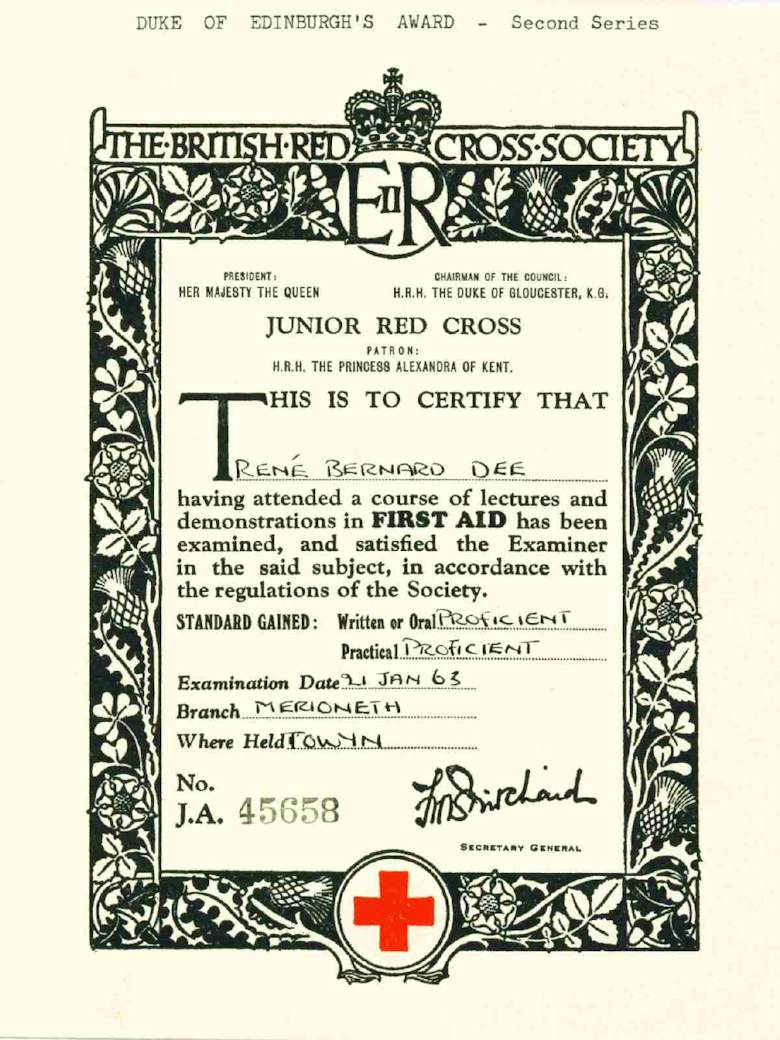 DUKE OF EDINBURGH'S AWARD - Second Series
THE·BRITISH·RED CROSS·SOCIETY
EIIR
PRESIDENT: CHAIRMAN OF THE COUNCIL:
HER MAJESTY THE QUEEN H.R.H. THE DUKE OF GLOUCESTER, K.G.
JUNIOR RED CROSS
PATRON:
H.R.H. THE PRINCESS ALEXANDRA OF KENT.
THIS IS TO CERTIFY THAT
RENÉ BERNARD DEE
having attended a course of lectures and
demonstrations in FIRST AID has been
examined, and satisfied the Examiner
in the said subject, in accordance with
the regulations of the Society.
STANDARD GAINED: Written or Oral PROFICIENT
Practical PROFICIENT
Examination Date 21 JAN 63
Branch MERIONETH
Where Held TOWYN
No.
J.A. 45658
SECRETARY GENERAL